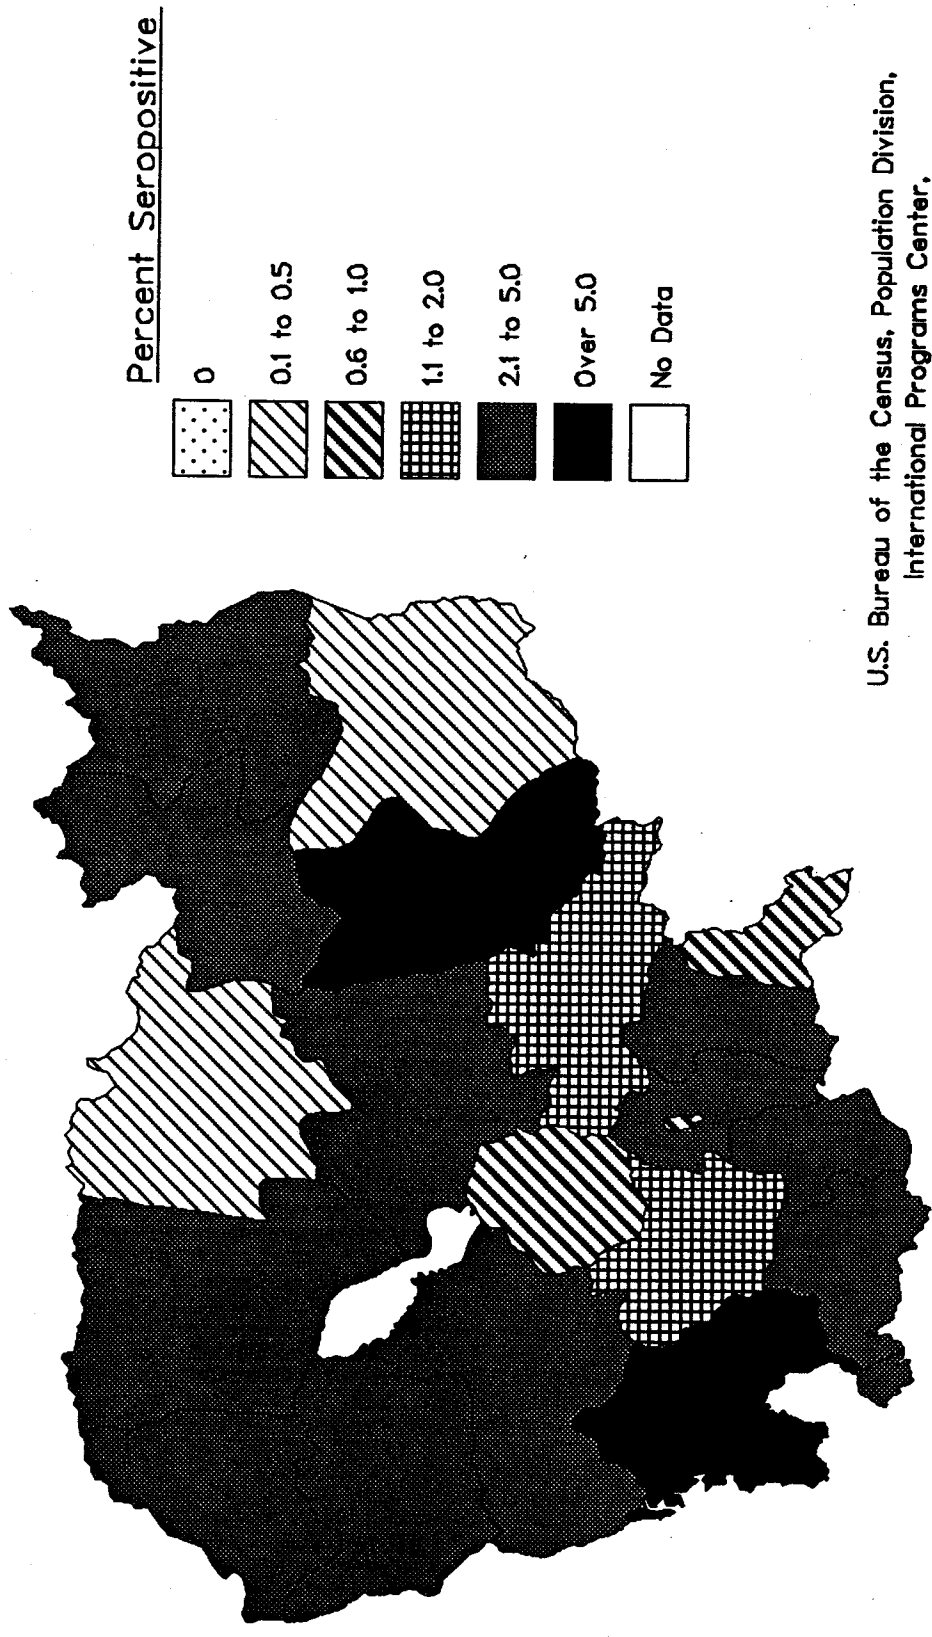 Percent Seropositive
0
0.1 to 0.5
0.6 to 1.0
1.1 to 2.0
2.1 to 5.0
Over 5.0
No Data
U.S. Bureau of the Census, Population Division,
International Programs Center,